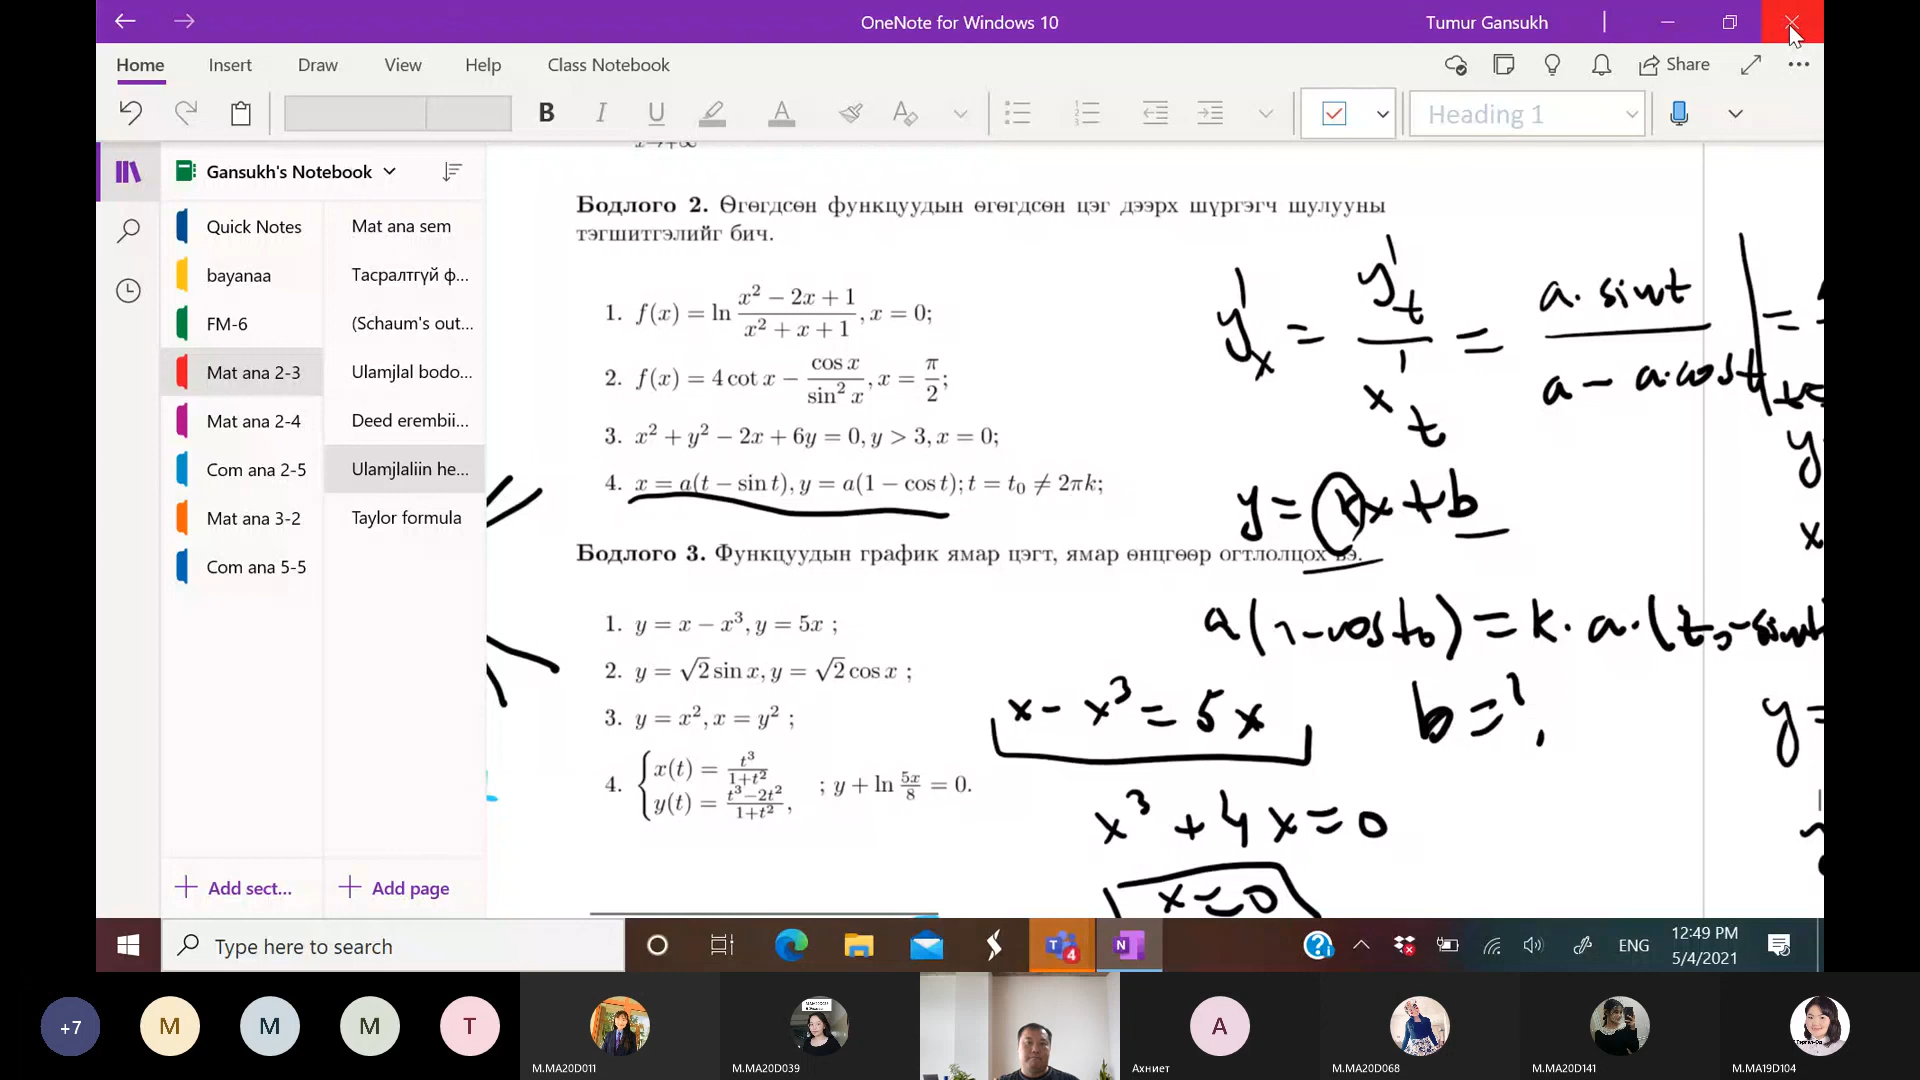 OneNote for Windows 10
Tumur Gansukh
Home Insert Draw View Help Class Notebook
Share
B I U A
Heading 1
Gansukh's Notebook
Quick Notes
bayanaa
FM-6
Mat ana 2-3
Mat ana 2-4
Com ana 2-5
Mat ana 3-2
Com ana 5-5
Add sect...
Mat ana sem
Тасралтгүй ф...
(Schaum's out...
Ulamjlal bodo...
Deed erembii...
Ulamjlaliin he...
Taylor formula
Add page
x→+∞
Бодлого 2. Өгөгдсөн функцуудын өгөгдсөн цэг дээрх шүргэгч шулууны
тэгшитгэлийг бич.
1. f(x) = ln (x² − 2x + 1)/(x² + x + 1), x = 0;
2. f(x) = 4 cot x − cos x/sin² x, x = π/2;
3. x² + y² − 2x + 6y = 0, y > 3, x = 0;
4. x = a(t − sin t), y = a(1 − cos t); t = t₀ ≠ 2πk;
Бодлого 3. Функцуудын график ямар цэгт, ямар өнцгөөр огтлолцох вэ.
1. y = x − x³, y = 5x ;
2. y = √2 sin x, y = √2 cos x ;
3. y = x², x = y² ;
4. { x(t) = t³/(1+t²)
y(t) = (t³−2t²)/(1+t²), ; y + ln 5x/8 = 0.
y'x = y't / x't = a · sin t / a − a · cos t | =
y = kx + b
a(1 − cos t₀) = k · a · (t₀ − sin t
b = ?
x − x³ = 5x
x³ + 4x = 0
x = 0
Type here to search
T 4
N
ENG
12:49 PM
5/4/2021
+7
M
M
M
T
M.MA20D011
M.MA20D039
A
Ахниет
M.MA20D068
M.MA20D141
M.MA19D104